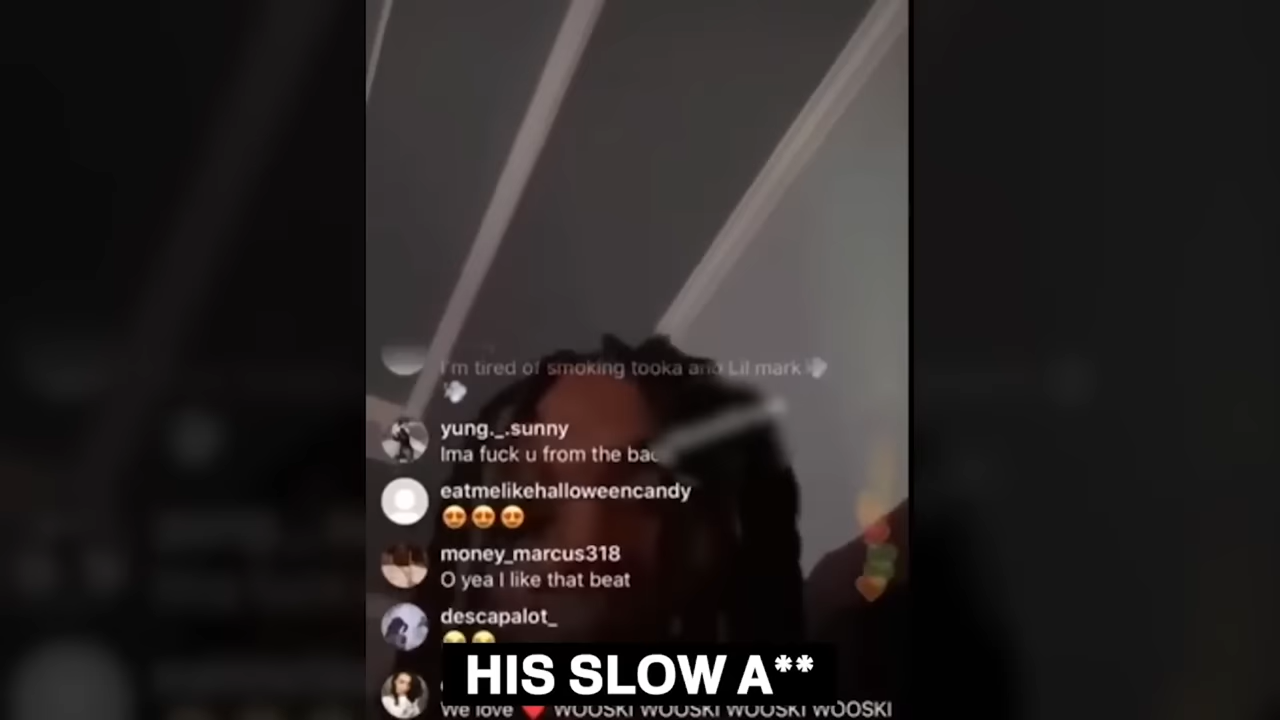 I'm tired of smoking tooka and Lil mark 💨
💨
yung._.sunny
Ima fuck u from the bac
eatmelikehalloweencandy
😍😍😍
money_marcus318
O yea I like that beat
descapalot_
😂😂
HIS SLOW A**
We love ❤️ WOOSKI WOOSKI WOOSKI WOOSKI